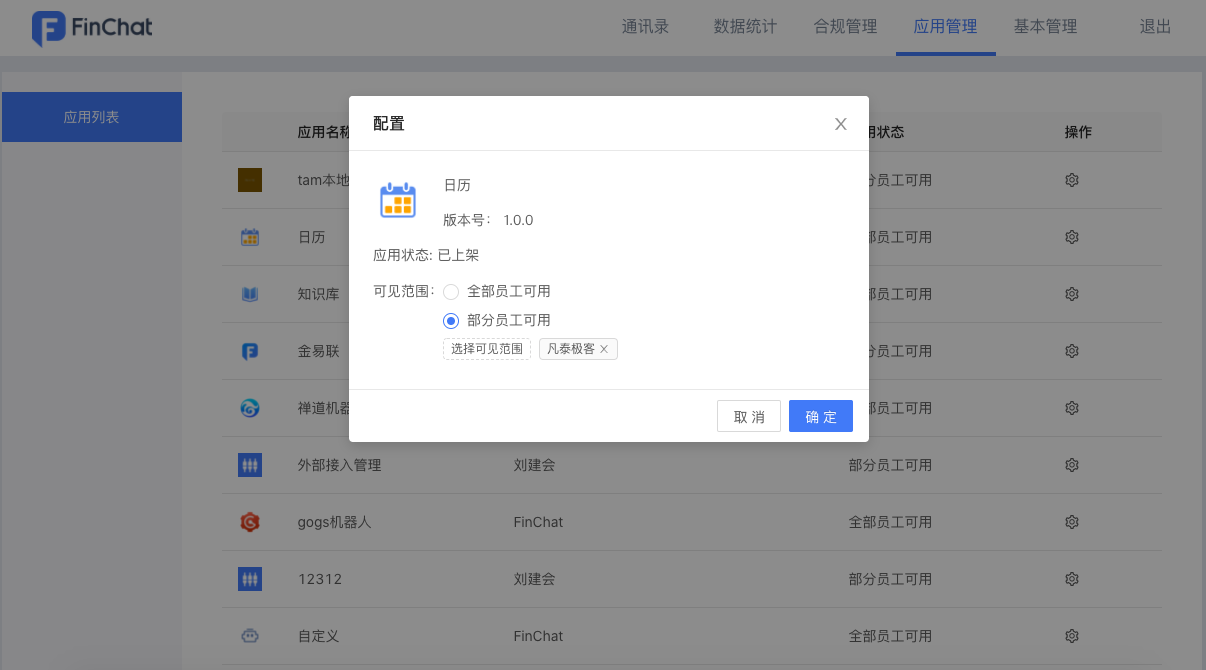 FinChat
通讯录 数据统计 合规管理 应用管理 基本管理 退出
应用列表
应用名称 用状态 操作
配置
日历
版本号： 1.0.0
应用状态: 已上架
可见范围: 全部员工可用
部分员工可用
选择可见范围 凡泰极客
取 消 确 定
tam本地 部分员工可用
日历 部员工可用
知识库 部员工可用
金易联 部员工可用
禅道机器 部员工可用
外部接入管理 刘建会 部分员工可用
gogs机器人 FinChat 全部员工可用
12312 刘建会 部分员工可用
自定义 FinChat 全部员工可用